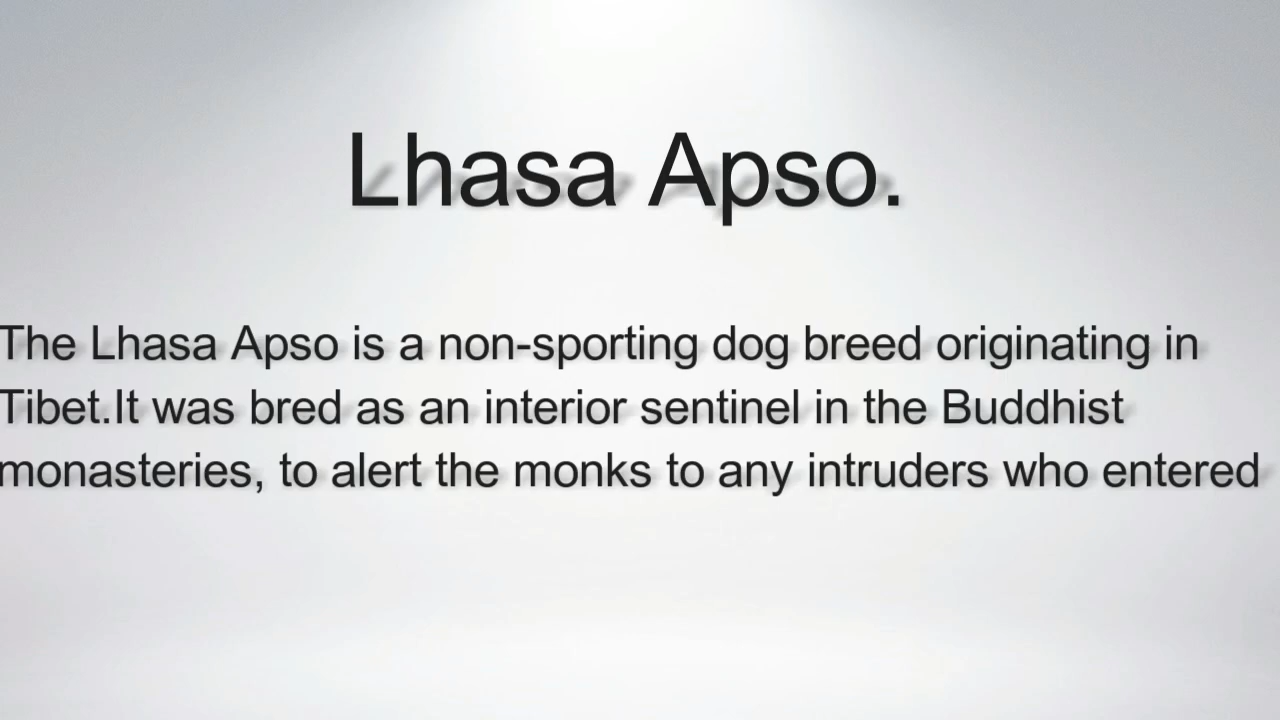 Lhasa Apso.
The Lhasa Apso is a non-sporting dog breed originating in
Tibet.It was bred as an interior sentinel in the Buddhist
monasteries, to alert the monks to any intruders who entered